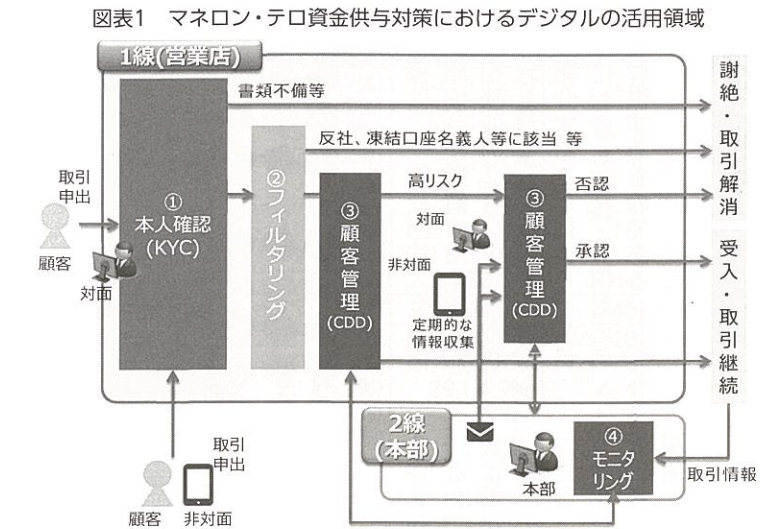 図表1 マネロン・テロ資金供与対策におけるデジタルの活用領域
1線(営業店)
書類不備等
反社、凍結口座名義人等に該当 等
謝絶・取引解消
取引
申出
顧客
対面
①
本人確認
(KYC)
②フィルタリング
③
顧客管理
(CDD)
高リスク
対面
非対面
定期的な
情報収集
③
顧客管理
(CDD)
否認
承認
受入・取引継続
2線
(本部)
本部
④
モニタ
リング
取引情報
取引
申出
顧客
非対面